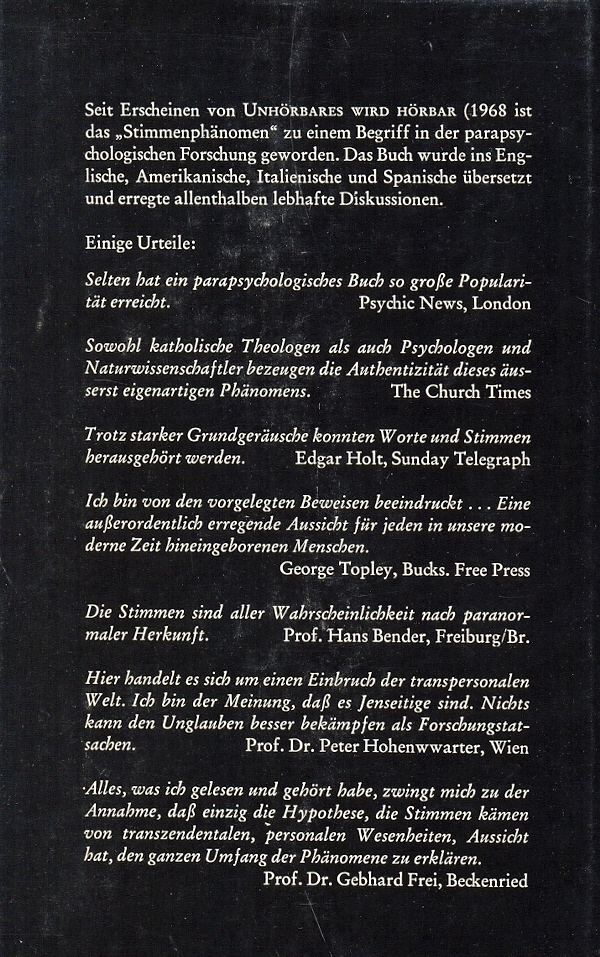 Seit Erscheinen von UNHÖRBARES WIRD HÖRBAR (1968 ist
das „Stimmenphänomen“ zu einem Begriff in der parapsy-
chologischen Forschung geworden. Das Buch wurde ins Eng-
lische, Amerikanische, Italienische und Spanische übersetzt
und erregte allenthalben lebhafte Diskussionen.
Einige Urteile:
Selten hat ein parapsychologisches Buch so große Populari-
tät erreicht. Psychic News, London
Sowohl katholische Theologen als auch Psychologen und
Naturwissenschaftler bezeugen die Authentizität dieses äus-
serst eigenartigen Phänomens. The Church Times
Trotz starker Grundgeräusche konnten Worte und Stimmen
herausgehört werden. Edgar Holt, Sunday Telegraph
Ich bin von den vorgelegten Beweisen beeindruckt ... Eine
außerordentlich erregende Aussicht für jeden in unsere mo-
derne Zeit hineingeborenen Menschen.
George Topley, Bucks. Free Press
Die Stimmen sind aller Wahrscheinlichkeit nach paranor-
maler Herkunft. Prof. Hans Bender, Freiburg/Br.
Hier handelt es sich um einen Einbruch der transpersonalen
Welt. Ich bin der Meinung, daß es Jenseitige sind. Nichts
kann den Unglauben besser bekämpfen als Forschungstat-
sachen. Prof. Dr. Peter Hohenwwarter, Wien
Alles, was ich gelesen und gehört habe, zwingt mich zu der
Annahme, daß einzig die Hypothese, die Stimmen kämen
von transzendentalen, personalen Wesenheiten, Aussicht
hat, den ganzen Umfang der Phänomene zu erklären.
Prof. Dr. Gebhard Frei, Beckenried